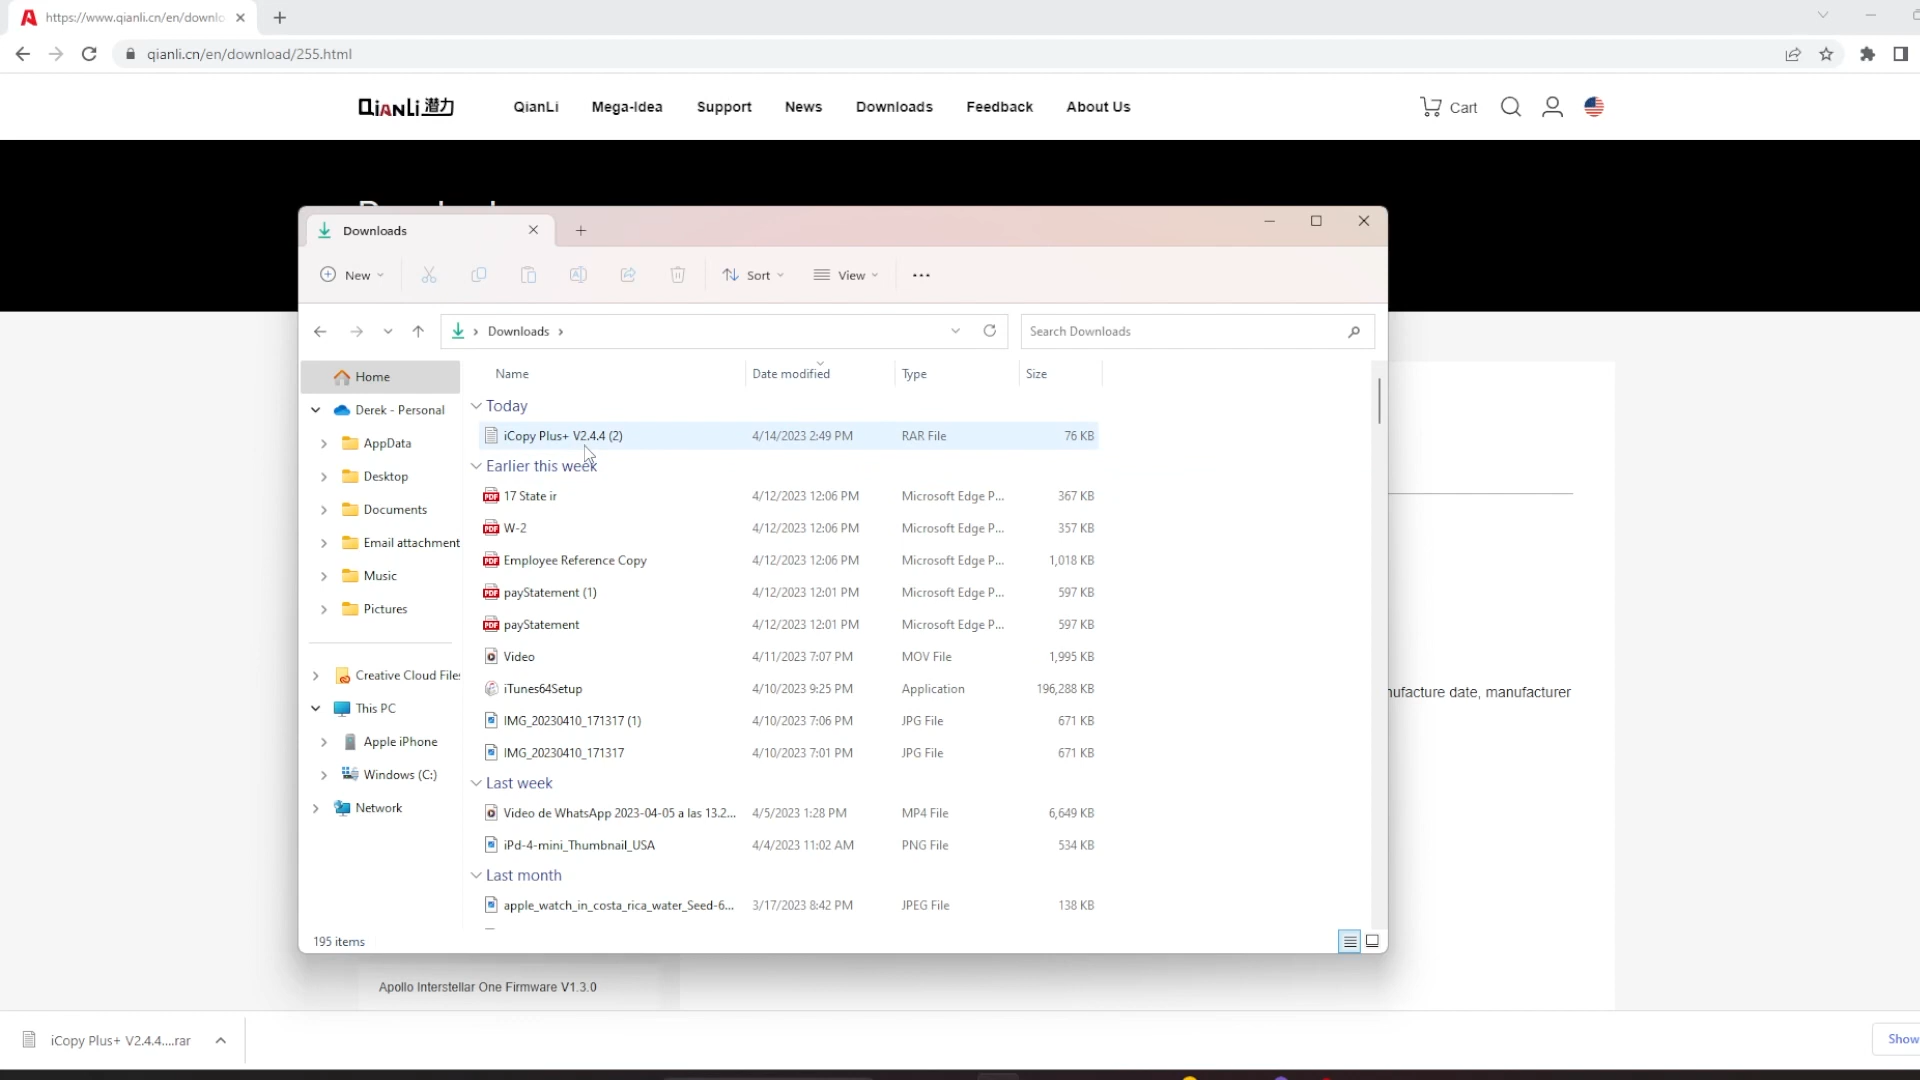 https://www.qianli.cn/en/downlo
qianli.cn/en/download/255.html
QIANLI 潜力 QianLi Mega-Idea Support News Downloads Feedback About Us Cart
Downloads
New Sort View
Downloads Search Downloads
Name Date modified Type Size
Home
Derek - Personal
AppData
Desktop
Documents
Email attachment
Music
Pictures
Creative Cloud Files
This PC
Apple iPhone
Windows (C:)
Network
Today
iCopy Plus+ V2.4.4 (2) 4/14/2023 2:49 PM RAR File 76 KB
Earlier this week
17 State ir 4/12/2023 12:06 PM Microsoft Edge P... 367 KB
W-2 4/12/2023 12:06 PM Microsoft Edge P... 357 KB
Employee Reference Copy 4/12/2023 12:06 PM Microsoft Edge P... 1,018 KB
payStatement (1) 4/12/2023 12:01 PM Microsoft Edge P... 597 KB
payStatement 4/12/2023 12:01 PM Microsoft Edge P... 597 KB
Video 4/11/2023 7:07 PM MOV File 1,995 KB
iTunes64Setup 4/10/2023 9:25 PM Application 196,288 KB
IMG_20230410_171317 (1) 4/10/2023 7:06 PM JPG File 671 KB
IMG_20230410_171317 4/10/2023 7:01 PM JPG File 671 KB
Last week
Video de WhatsApp 2023-04-05 a las 13.2... 4/5/2023 1:28 PM MP4 File 6,649 KB
iPd-4-mini_Thumbnail_USA 4/4/2023 11:02 AM PNG File 534 KB
Last month
apple_watch_in_costa_rica_water_Seed-6... 3/17/2023 8:42 PM JPEG File 138 KB
195 items
nufacture date, manufacturer
Apollo Interstellar One Firmware V1.3.0
iCopy Plus+ V2.4.4....rar
Show